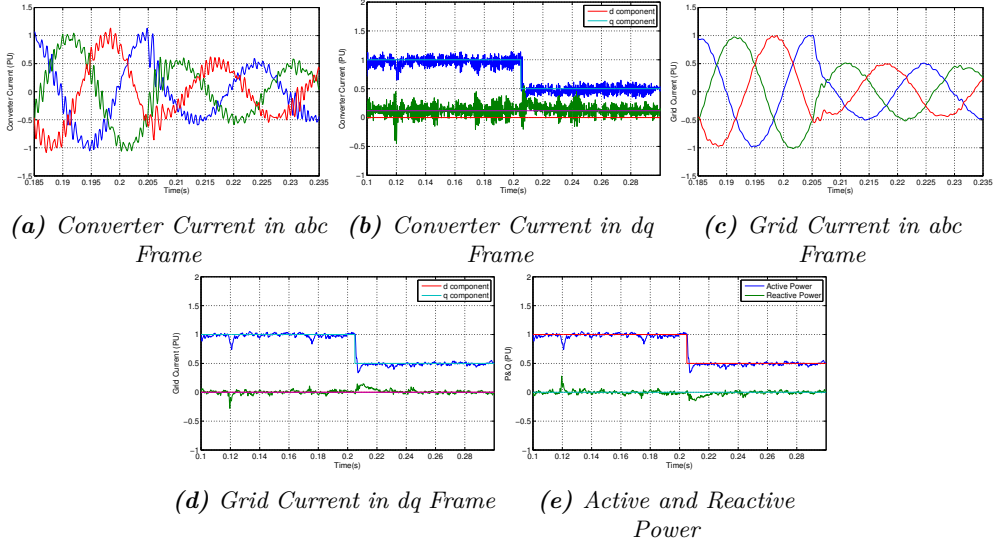 1.5
1
0.5
0
−0.5
−1
−1.5
Converter Current (PU)
0.185 0.19 0.195 0.2 0.205 0.21 0.215 0.22 0.225 0.23 0.235
Time(s)
(a) Converter Current in abc
Frame
2
1.5
1
0.5
0
−0.5
−1
Converter Current (PU)
d component
q component
0.1 0.12 0.14 0.16 0.18 0.2 0.22 0.24 0.26 0.28
Time(s)
(b) Converter Current in dq
Frame
1.5
1
0.5
0
−0.5
−1
−1.5
Grid Current (PU)
0.185 0.19 0.195 0.2 0.205 0.21 0.215 0.22 0.225 0.23 0.235
Time(s)
(c) Grid Current in abc
Frame
2
1.5
1
0.5
0
−0.5
−1
Grid Current (PU)
d component
q component
0.1 0.12 0.14 0.16 0.18 0.2 0.22 0.24 0.26 0.28
Time(s)
(d) Grid Current in dq Frame
2
1.5
1
0.5
0
−0.5
−1
P&Q (PU)
Active Power
Reactive Power
0.1 0.12 0.14 0.16 0.18 0.2 0.22 0.24 0.26 0.28
Time(s)
(e) Active and Reactive
Power